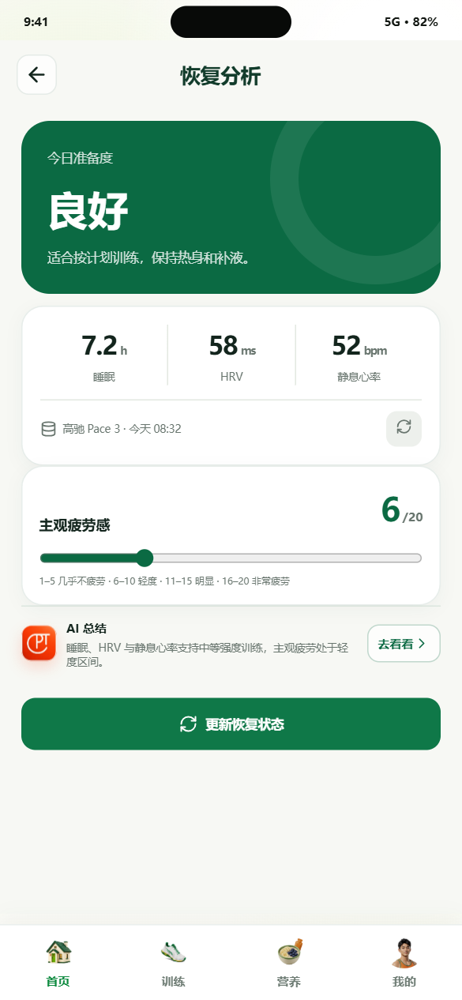 9:41
5G • 82%
恢复分析
今日准备度
良好
适合按计划训练，保持热身和补液。
7.2 h
58 ms
52 bpm
睡眠
HRV
静息心率
高驰 Pace 3 · 今天 08:32
6/20
主观疲劳感
1–5 几乎不疲劳 · 6–10 轻度 · 11–15 明显 · 16–20 非常疲劳
CPT
AI 总结
睡眠、HRV 与静息心率支持中等强度训练，主观疲劳处于轻
度区间。
去看看
更新恢复状态
首页
训练
营养
我的